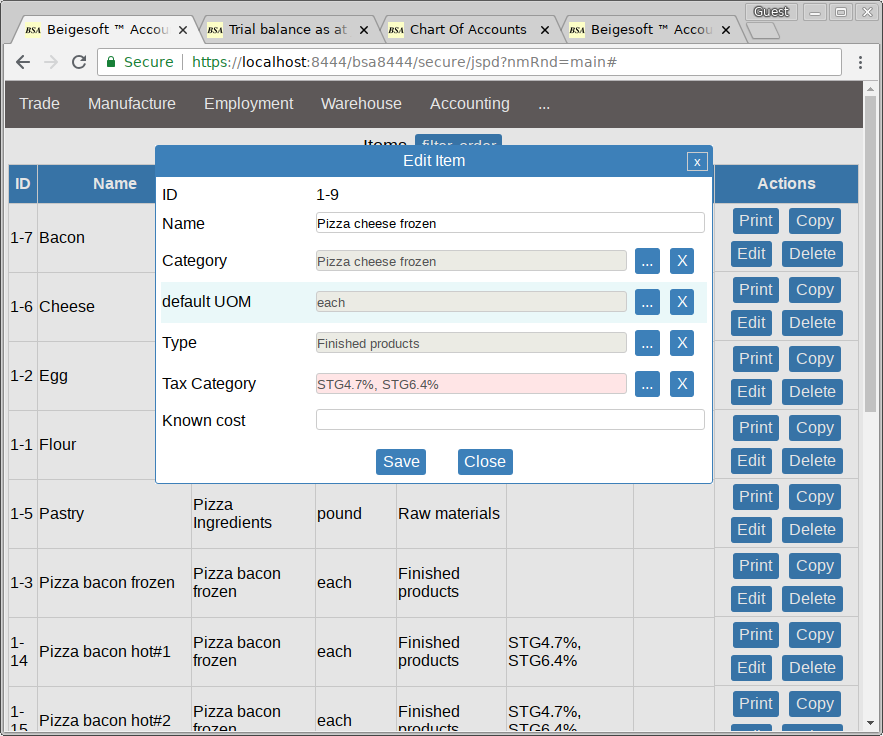 Guest
BSA Beigesoft ™ Accou
BSA Trial balance as at
BSA Chart Of Accounts
BSA Beigesoft ™ Accou
Secure https://localhost:8444/bsa8444/secure/jspd?nmRnd=main#
Trade Manufacture Employment Warehouse Accounting ...
Items filter-order
Edit Item x
ID 1-9
Name Pizza cheese frozen
Category Pizza cheese frozen ... X
default UOM each ... X
Type Finished products ... X
Tax Category STG4.7%, STG6.4% ... X
Known cost
Save Close
ID Name Actions
1-7 Bacon Print Copy
Edit Delete
1-6 Cheese Print Copy
Edit Delete
1-2 Egg Print Copy
Edit Delete
1-1 Flour Print Copy
Edit Delete
1-5 Pastry Pizza Ingredients pound Raw materials Print Copy
Edit Delete
1-3 Pizza bacon frozen Pizza bacon frozen each Finished products Print Copy
Edit Delete
1-14 Pizza bacon hot#1 Pizza bacon frozen each Finished products STG4.7%, STG6.4% Print Copy
Edit Delete
1-15 Pizza bacon hot#2 Pizza bacon frozen each Finished products STG4.7%, STG6.4% Print Copy